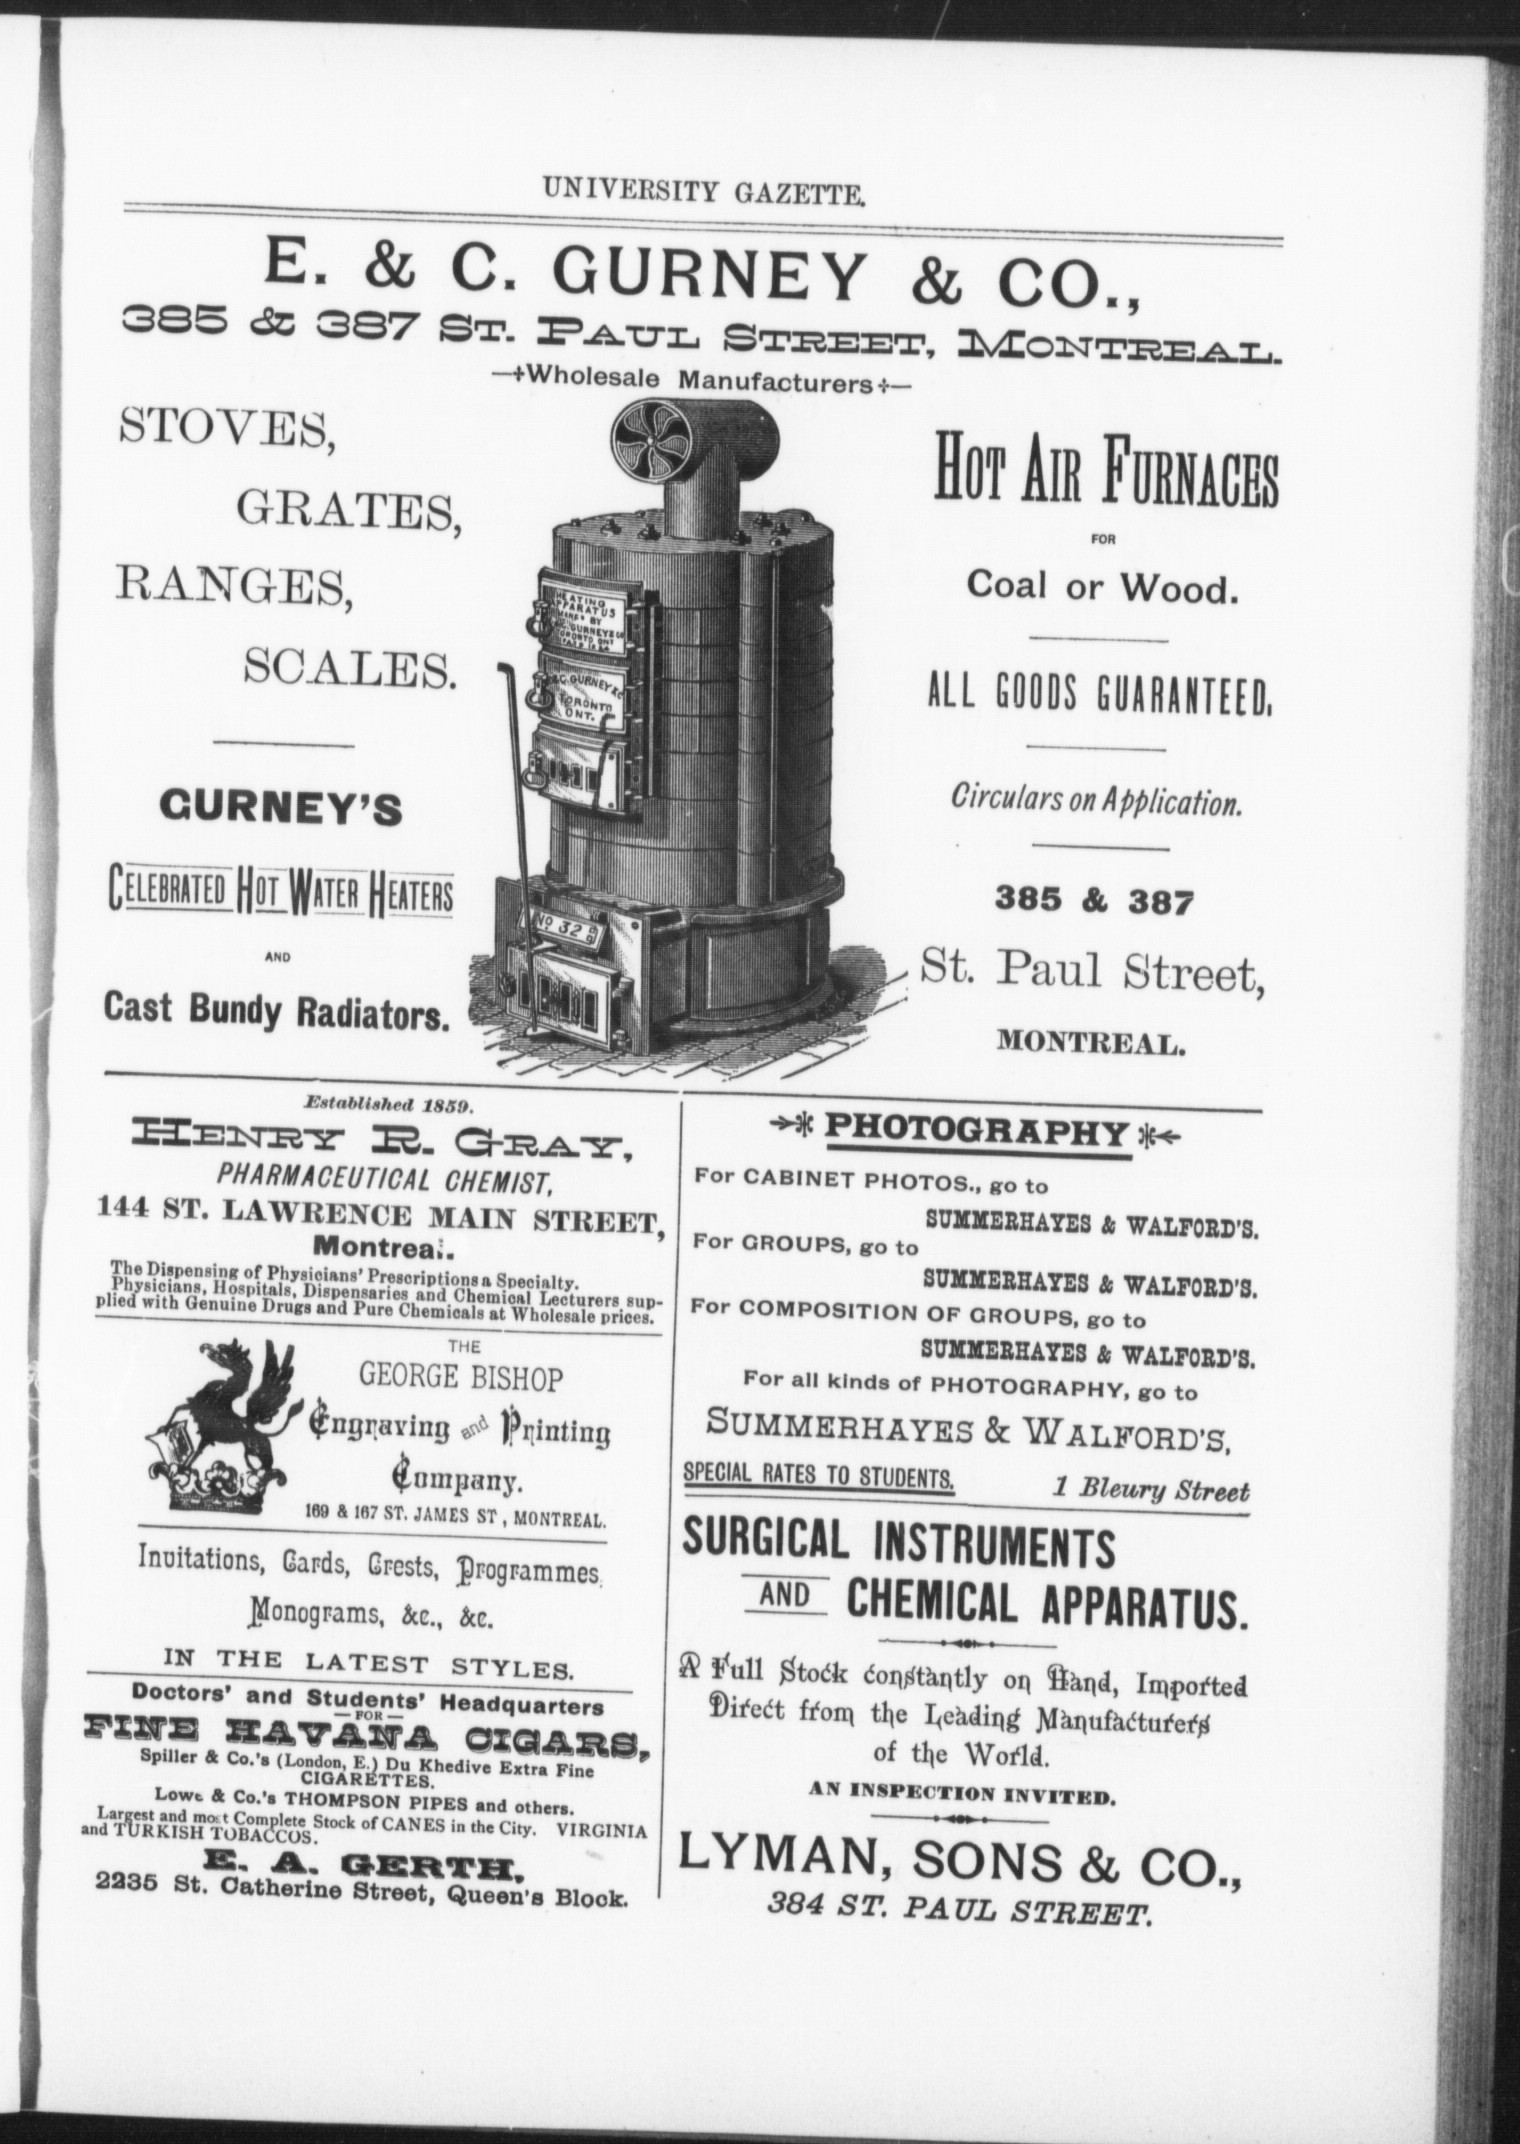 UNIVERSITY GAZETTE.
E. & C. GURNEY & CO.,
385 & 387 ST. PAUL STREET, MONTREAL.
Wholesale Manufacturers
STOVES,
GRATES,
RANGES,
SCALES.
GURNEY'S
CELEBRATED HOT WATER HEATERS
AND
Cast Bundy Radiators.
HEATING
APPARATUS
BY
GURNEY & CO
TORONTO ONT
C. GURNEY & C
TORONTO
ONT.
No. 32
HOT AIR FURNACES
FOR
Coal or Wood.
ALL GOODS GUARANTEED,
Circulars on Application.
385 & 387
St. Paul Street,
MONTREAL.
Established 1859.
HENRY R. GRAY,
PHARMACEUTICAL CHEMIST,
144 ST. LAWRENCE MAIN STREET,
Montreal.
The Dispensing of Physicians' Prescriptions a Specialty.
Physicians, Hospitals, Dispensaries and Chemical Lecturers sup-
plied with Genuine Drugs and Pure Chemicals at Wholesale prices.
THE
GEORGE BISHOP
Engraving and Printing
Company.
169 & 167 ST. JAMES ST, MONTREAL.
Invitations, Cards, Crests, Programmes,
Monograms, &c., &c.
IN THE LATEST STYLES.
Doctors' and Students' Headquarters
—FOR—
FINE HAVANA CIGARS,
Spiller & Co.'s (London, E.) Du Khedive Extra Fine
CIGARETTES.
Lowe & Co.'s THOMPSON PIPES and others.
Largest and most Complete Stock of CANES in the City. VIRGINIA
and TURKISH TOBACCOS.
E. A. GERTH,
2235 St. Catherine Street, Queen's Block.
PHOTOGRAPHY
For CABINET PHOTOS., go to
SUMMERHAYES & WALFORD'S.
For GROUPS, go to
SUMMERHAYES & WALFORD'S.
For COMPOSITION OF GROUPS, go to
SUMMERHAYES & WALFORD'S.
For all kinds of PHOTOGRAPHY, go to
SUMMERHAYES & WALFORD'S,
SPECIAL RATES TO STUDENTS. 1 Bleury Street
SURGICAL INSTRUMENTS
AND CHEMICAL APPARATUS.
A Full Stock constantly on Hand, Imported
Direct from the Leading Manufacturers
of the World.
AN INSPECTION INVITED.
LYMAN, SONS & CO.,
384 ST. PAUL STREET.